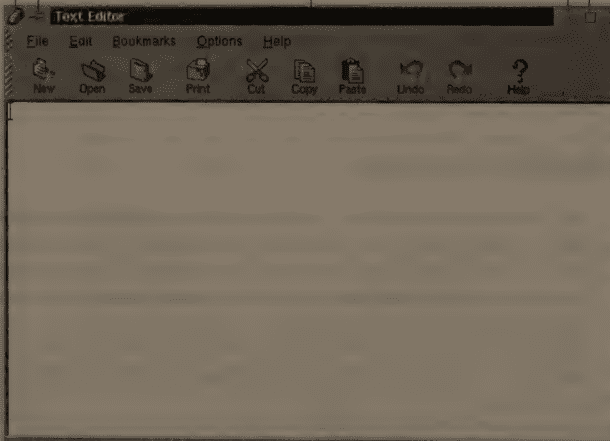 Text Editor
File Edit Bookmarks Options Help
New Open Save Print Cut Copy Paste Undo Redo Help